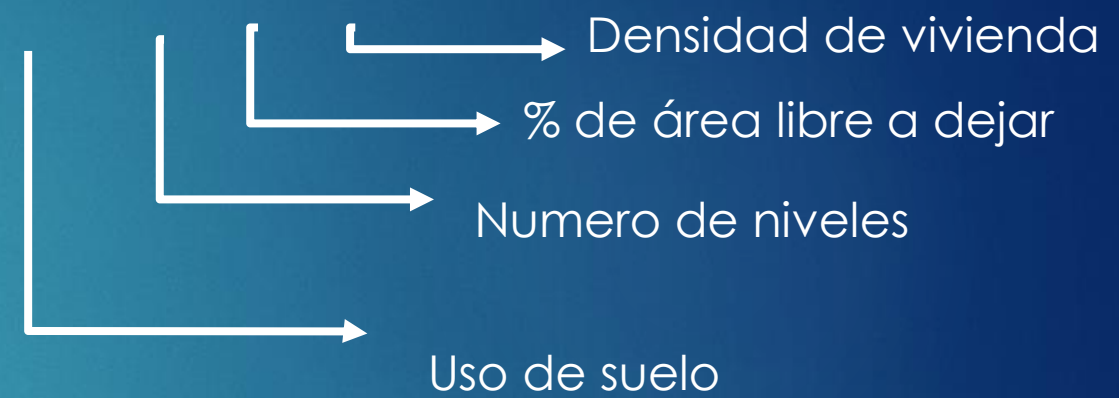 Densidad de vivienda
% de área libre a dejar
Numero de niveles
Uso de suelo